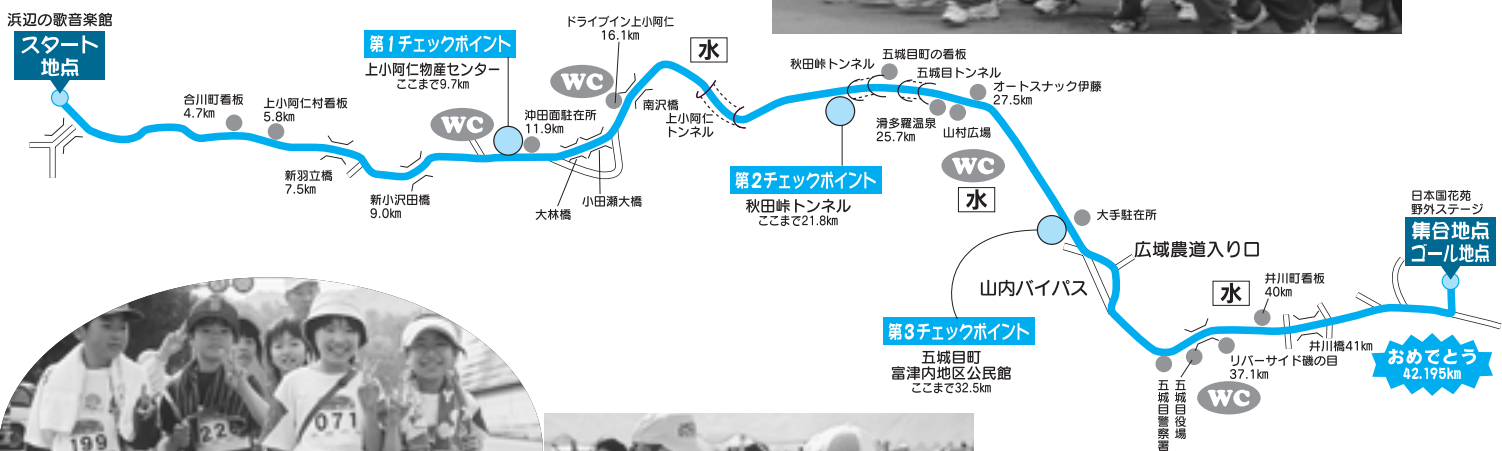 浜辺の歌音楽館
スタート
地点
合川町看板
4.7km
上小阿仁村看板
5.8km
新羽立橋
7.5km
新小沢田橋
9.0km
第1チェックポイント
上小阿仁物産センター
ここまで9.7km
WC
沖田面駐在所
11.9km
大林橋
小田瀬大橋
ドライブイン上小阿仁
16.1km
WC
南沢橋
水
上小阿仁
トンネル
第2チェックポイント
秋田峠トンネル
ここまで21.8km
秋田峠トンネル
五城目町の看板
五城目トンネル
オートスナック伊藤
27.5km
滑多羅温泉
25.7km
山村広場
WC
水
大手駐在所
第3チェックポイント
五城目町
富津内地区公民館
ここまで32.5km
広域農道入り口
山内バイパス
五城目警察署
五城目役場
リバーサイド磯の目
37.1km
WC
水
井川町看板
40km
井川橋41km
日本国花苑
野外ステージ
集合地点
ゴール地点
おめでとう
42.195km
199
22
071